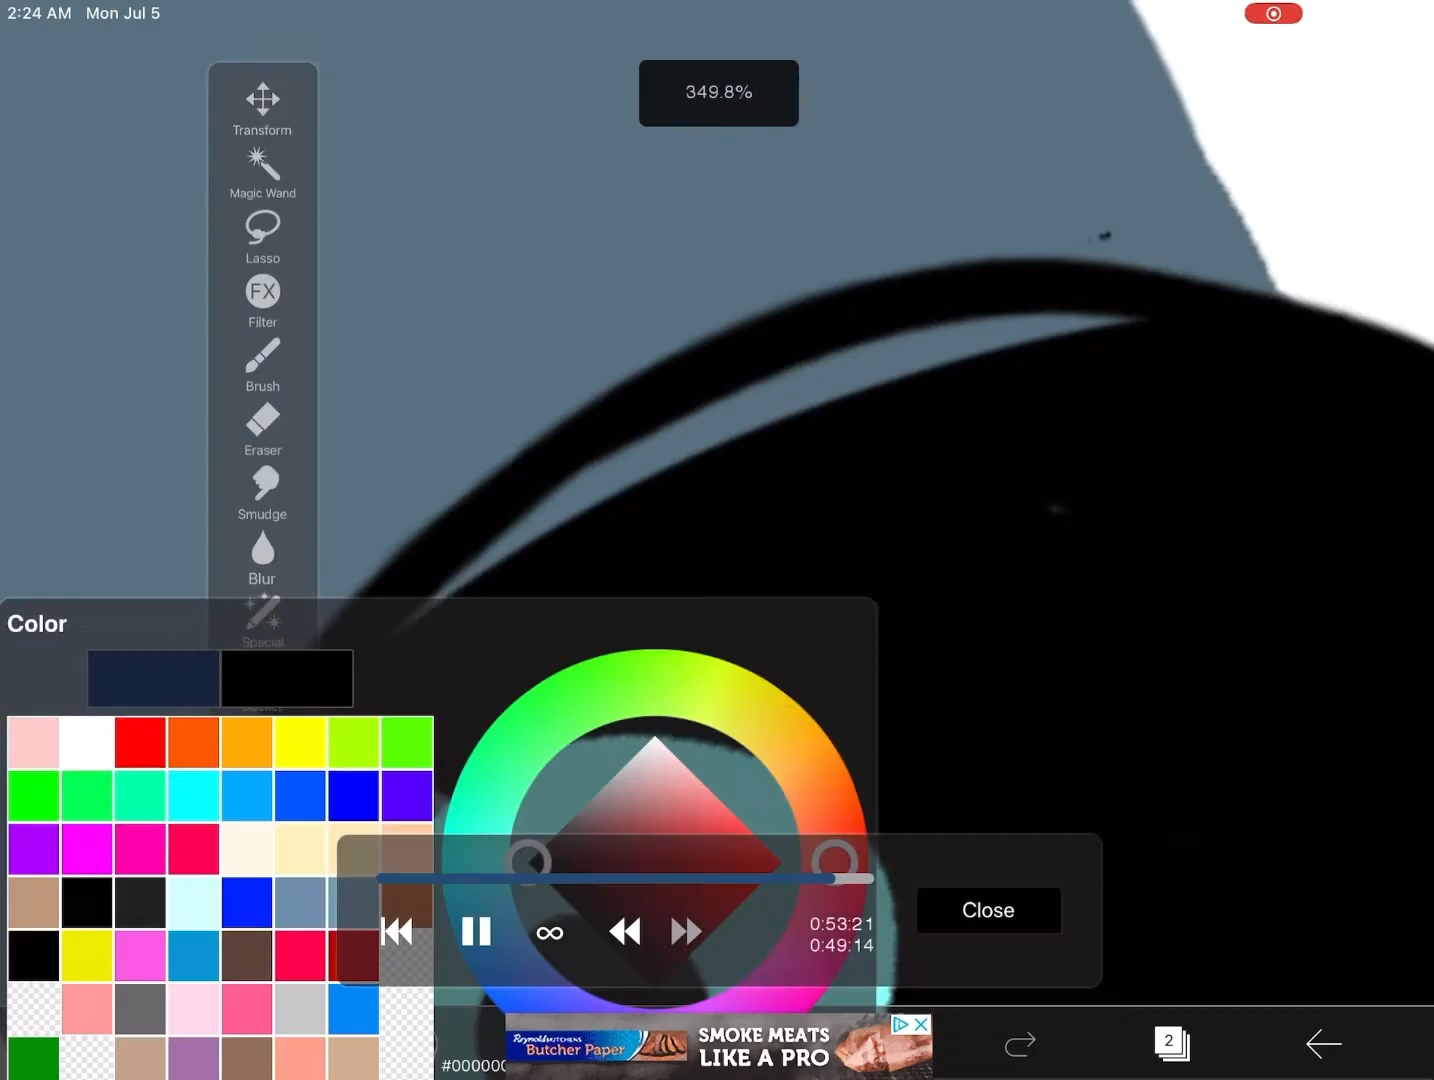 2:24 AM Mon Jul 5
349.8%
Transform
Magic Wand
Lasso
FX
Filter
Brush
Eraser
Smudge
Blur
Special
Color
0:53:21
0:49:14
Close
#000000
Reynolds KITCHENS
Butcher Paper
SMOKE MEATS
LIKE A PRO
2